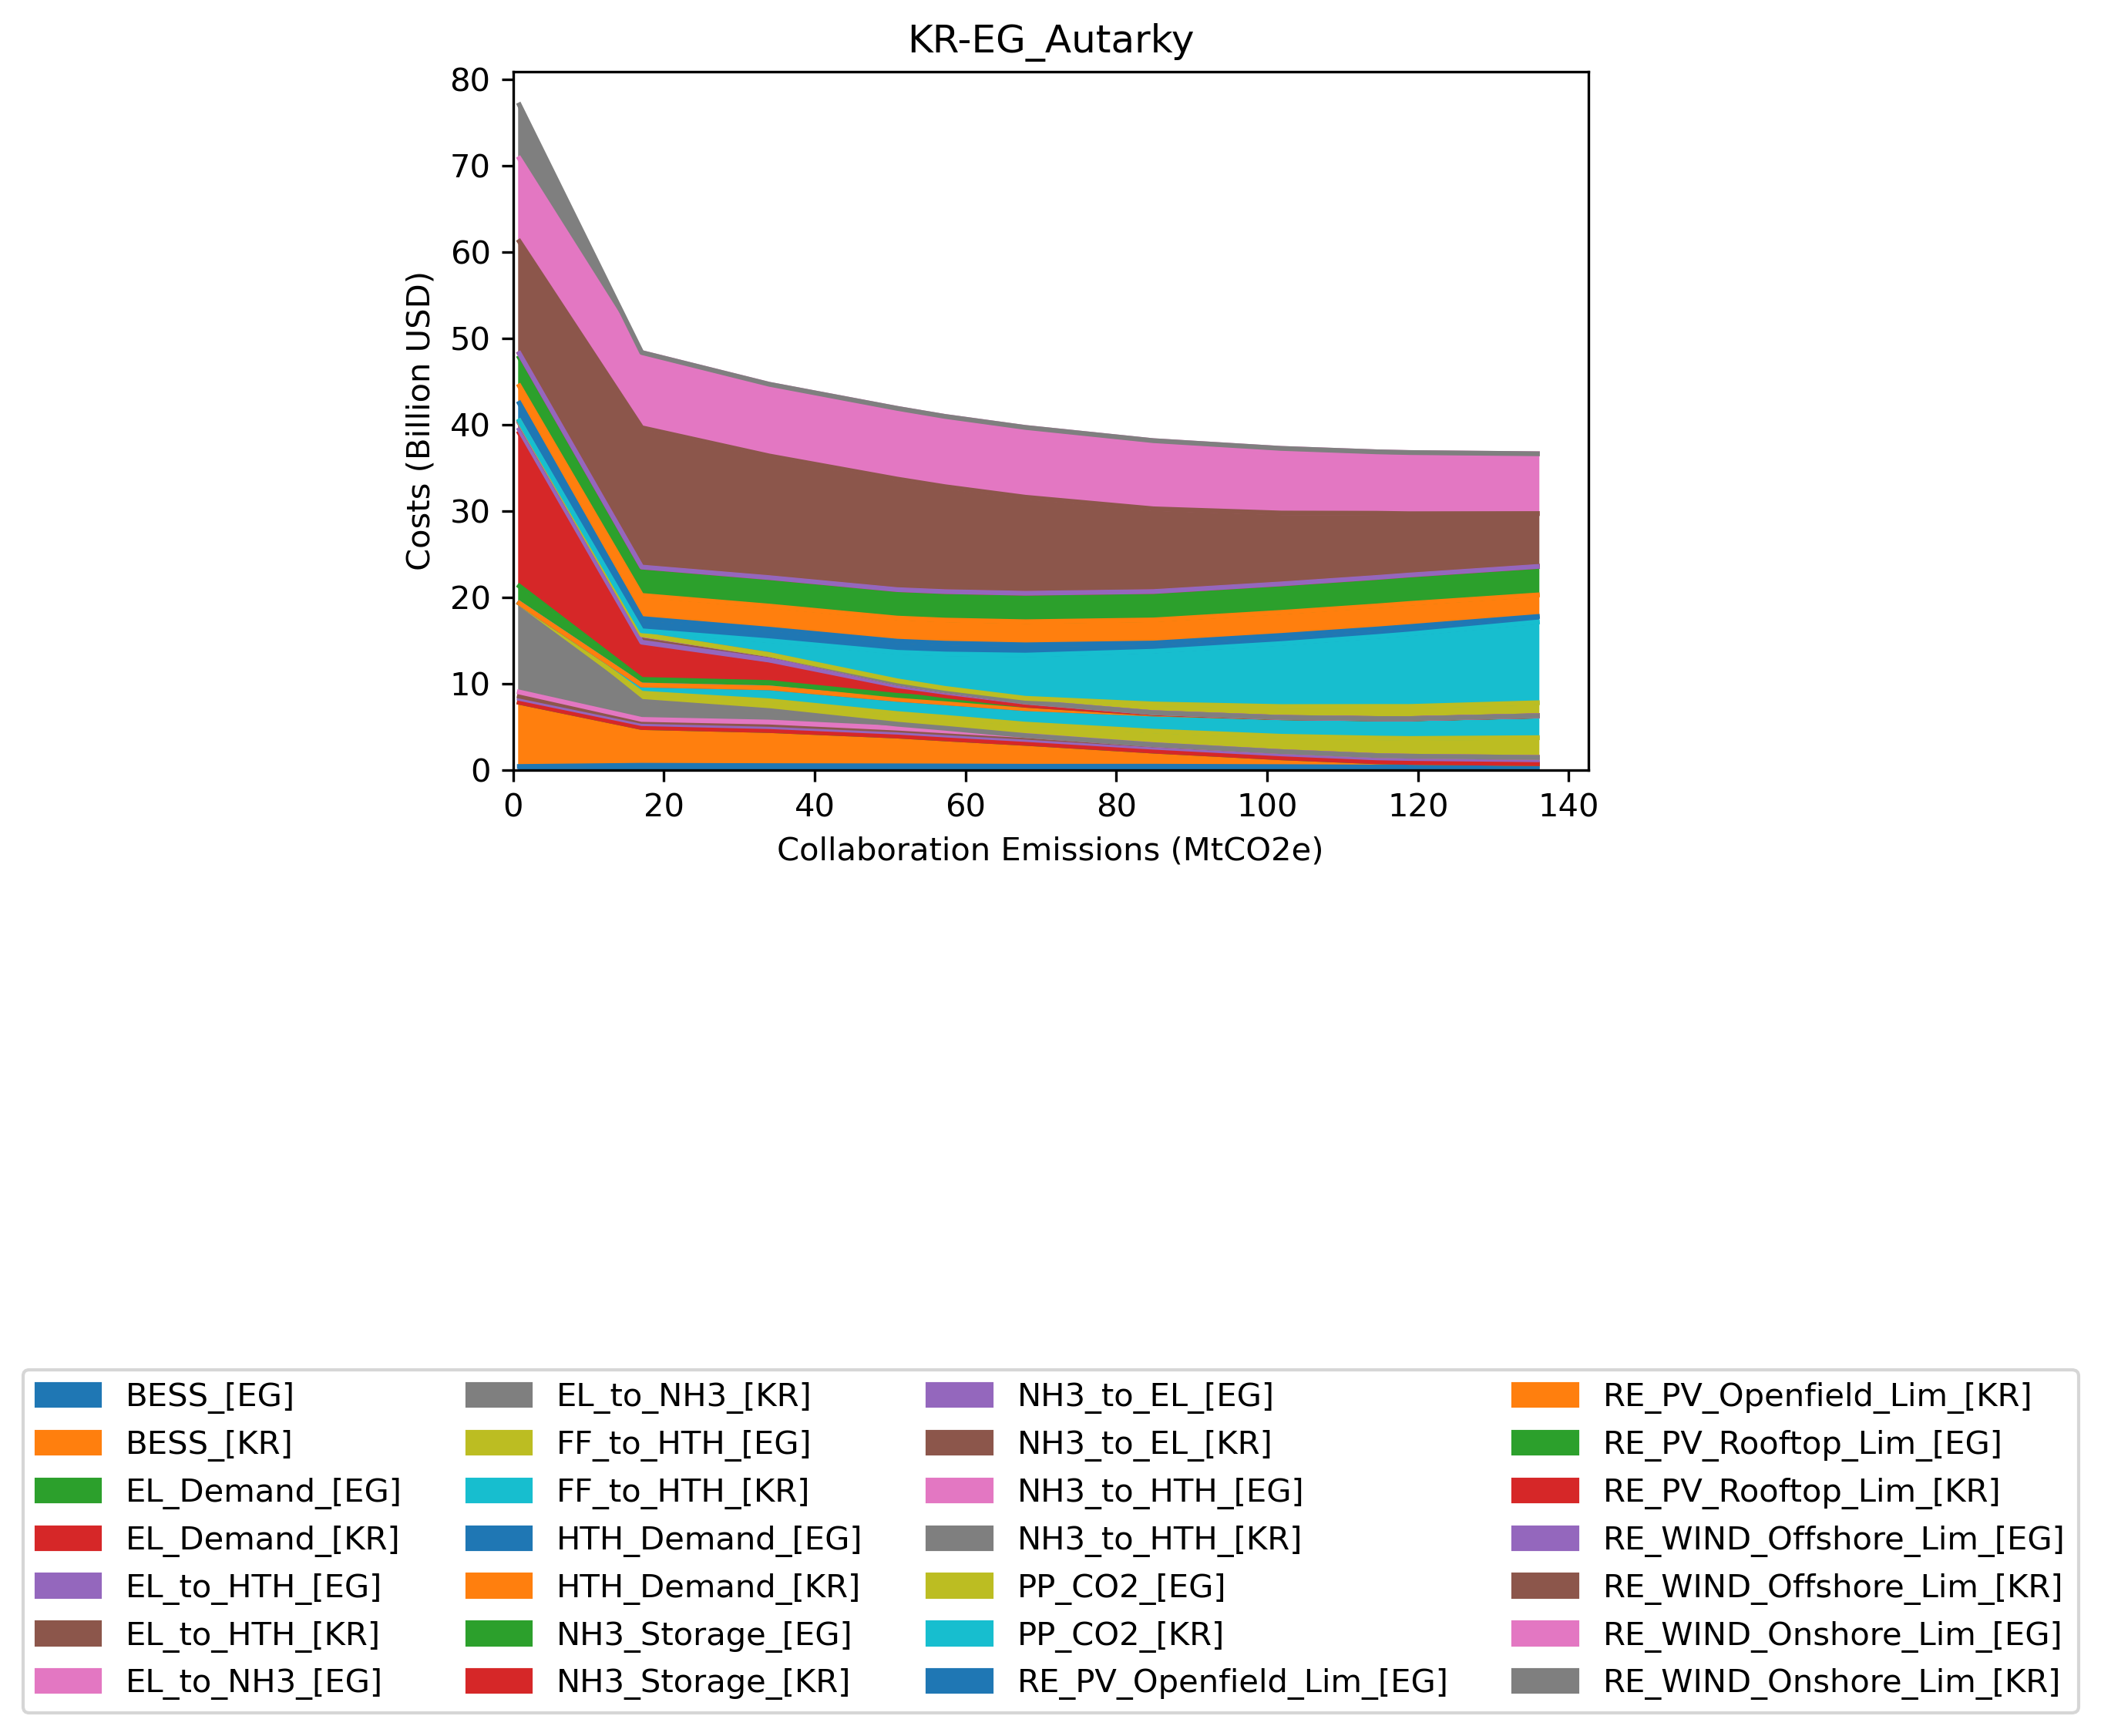 KR-EG_Autarky
80
70
60
50
40
30
20
10
0
Costs (Billion USD)
0 20 40 60 80 100 120 140
Collaboration Emissions (MtCO2e)
BESS_[EG]
BESS_[KR]
EL_Demand_[EG]
EL_Demand_[KR]
EL_to_HTH_[EG]
EL_to_HTH_[KR]
EL_to_NH3_[EG]
EL_to_NH3_[KR]
FF_to_HTH_[EG]
FF_to_HTH_[KR]
HTH_Demand_[EG]
HTH_Demand_[KR]
NH3_Storage_[EG]
NH3_Storage_[KR]
NH3_to_EL_[EG]
NH3_to_EL_[KR]
NH3_to_HTH_[EG]
NH3_to_HTH_[KR]
PP_CO2_[EG]
PP_CO2_[KR]
RE_PV_Openfield_Lim_[EG]
RE_PV_Openfield_Lim_[KR]
RE_PV_Rooftop_Lim_[EG]
RE_PV_Rooftop_Lim_[KR]
RE_WIND_Offshore_Lim_[EG]
RE_WIND_Offshore_Lim_[KR]
RE_WIND_Onshore_Lim_[EG]
RE_WIND_Onshore_Lim_[KR]